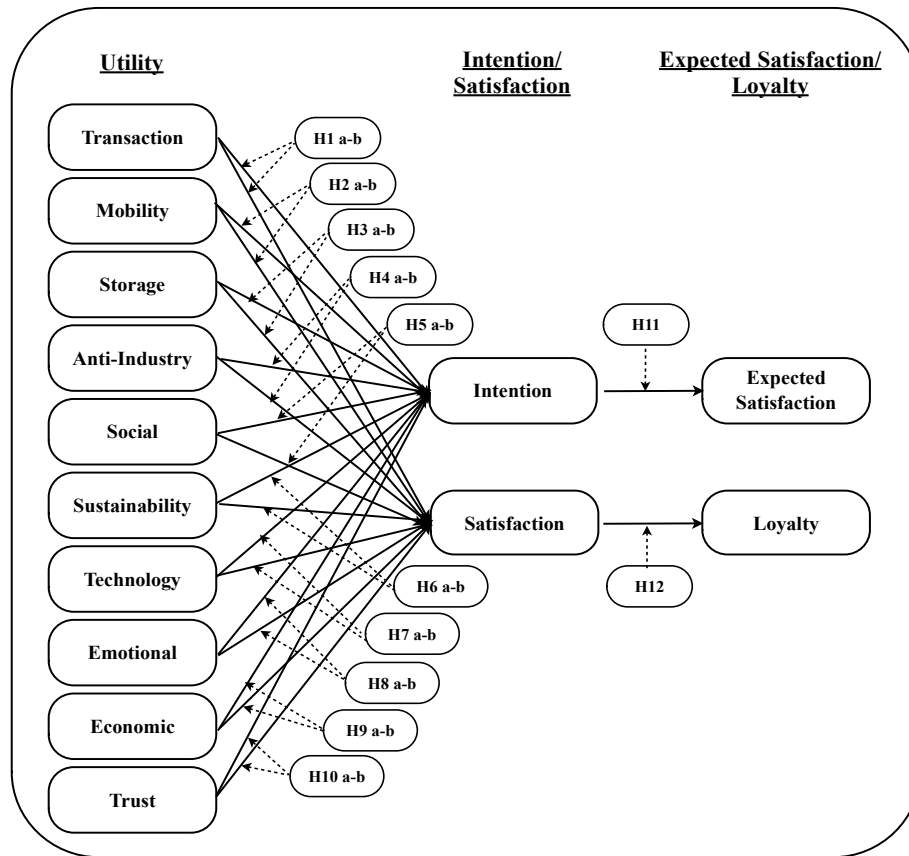 Utility
Intention/
Satisfaction
Expected Satisfaction/
Loyalty
Transaction
Mobility
Storage
Anti-Industry
Social
Sustainability
Technology
Emotional
Economic
Trust
H1 a-b
H2 a-b
H3 a-b
H4 a-b
H5 a-b
H6 a-b
H7 a-b
H8 a-b
H9 a-b
H10 a-b
Intention
Satisfaction
H11
H12
Expected
Satisfaction
Loyalty